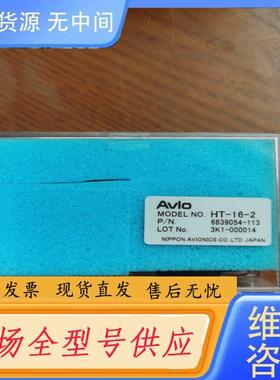 货源 无中间
Avio
MODEL NO. HT-16-2
P/N. 6839054-113
LOT No. 3K1-000014
NIPPON AVIONICS CO.,LTD JAPAN
发票 现货直发 售后无忧
场全型号供应
维
咨